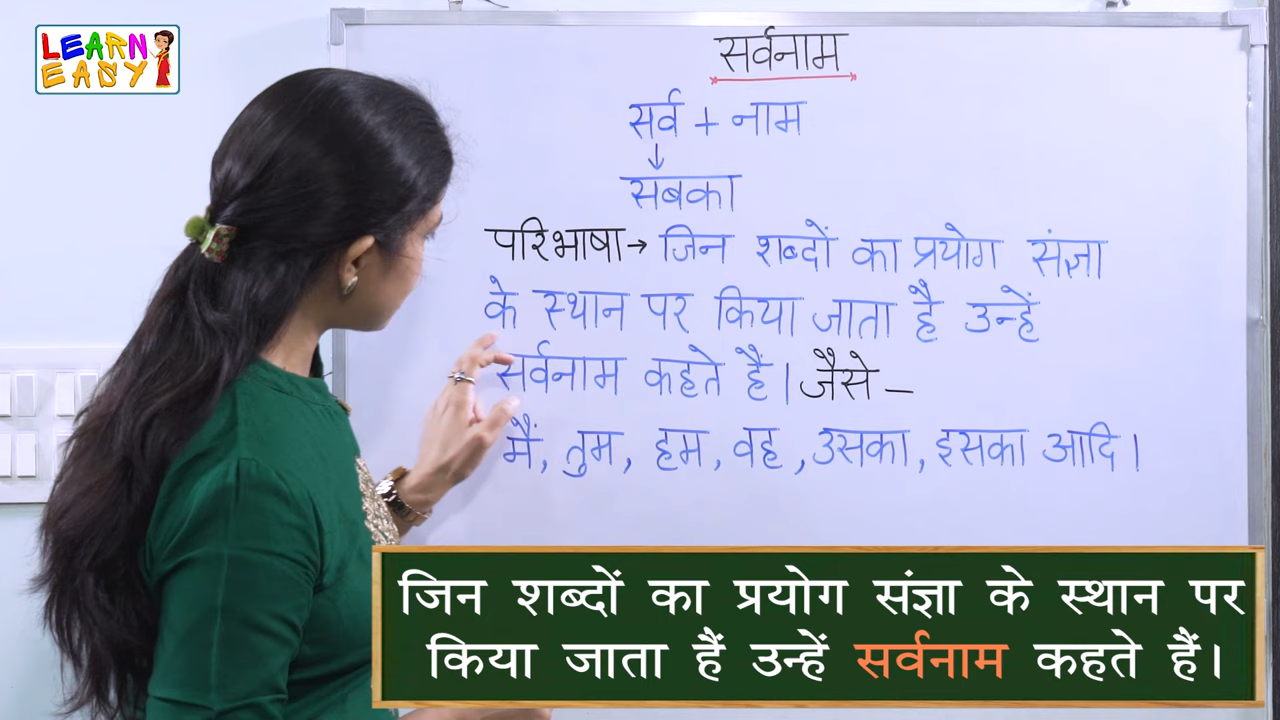 LEARN
EASY
सर्वनाम
सर्व + नाम
↓
सबका
परिभाषा→ जिन शब्दों का प्रयोग संज्ञा
के स्थान पर किया जाता है उन्हें
सर्वनाम कहते हैं। जैसे –
मैं, तुम, हम, वह, उसका, इसका आदि।
जिन शब्दों का प्रयोग संज्ञा के स्थान पर
किया जाता हैं उन्हें सर्वनाम कहते हैं।